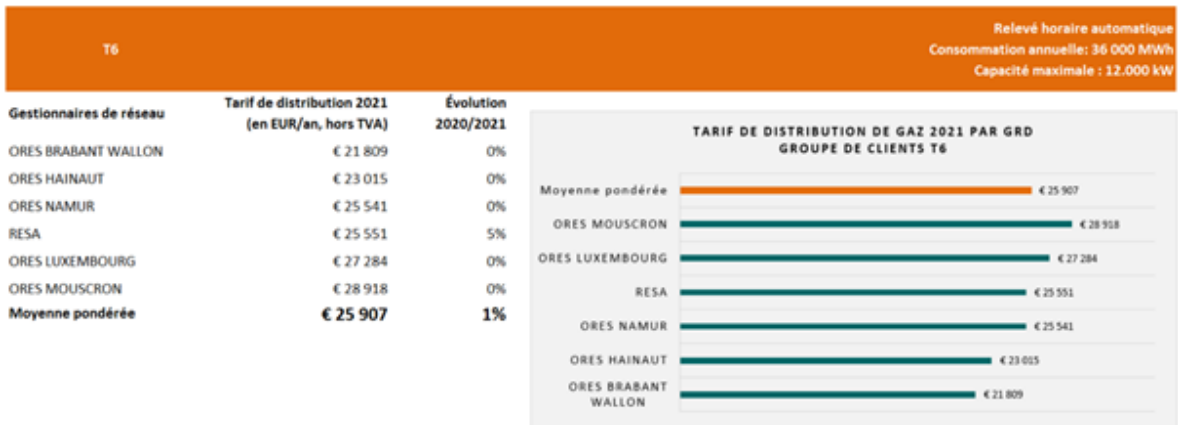 T6
Relevé horaire automatique
Consommation annuelle: 36 000 MWh
Capacité maximale : 12.000 kW
Gestionnaires de réseau Tarif de distribution 2021 (en EUR/an, hors TVA) Évolution 2020/2021
ORES BRABANT WALLON € 21 809 0%
ORES HAINAUT € 23 015 0%
ORES NAMUR € 25 541 0%
RESA € 25 551 5%
ORES LUXEMBOURG € 27 284 0%
ORES MOUSCRON € 28 918 0%
Moyenne pondérée € 25 907 1%
TARIF DE DISTRIBUTION DE GAZ 2021 PAR GRD
GROUPE DE CLIENTS T6
Moyenne pondérée € 25 907
ORES MOUSCRON € 28 918
ORES LUXEMBOURG € 27 284
RESA € 25 551
ORES NAMUR € 25 541
ORES HAINAUT € 23 015
ORES BRABANT
WALLON € 21 809